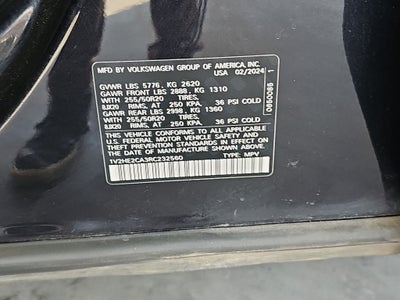 MFD. BY VOLKSWAGEN GROUP OF AMERICA, INC.
USA 02/2024
GVWR LBS 5776 , KG 2620
GAWR FRONT LBS 2888 , KG 1310
WITH 255/50R20 TIRES.
8JX20 RIMS, AT 250 KPA, 36 PSI COLD
GAWR REAR LBS 2998 , KG 1360
WITH 255/50R20 TIRES.
8JX20 RIMS, AT 250 KPA, 36 PSI COLD
THIS VEHICLE CONFORMS TO ALL APPLICABLE
U.S. FEDERAL MOTOR VEHICLE SAFETY, BUMPER
AND THEFT PREVENTION STANDARDS IN EFFECT ON
THE DATE OF MANUFACTURE SHOWN ABOVE.
1V2HE2CA3RC232560 TYPE: MPV